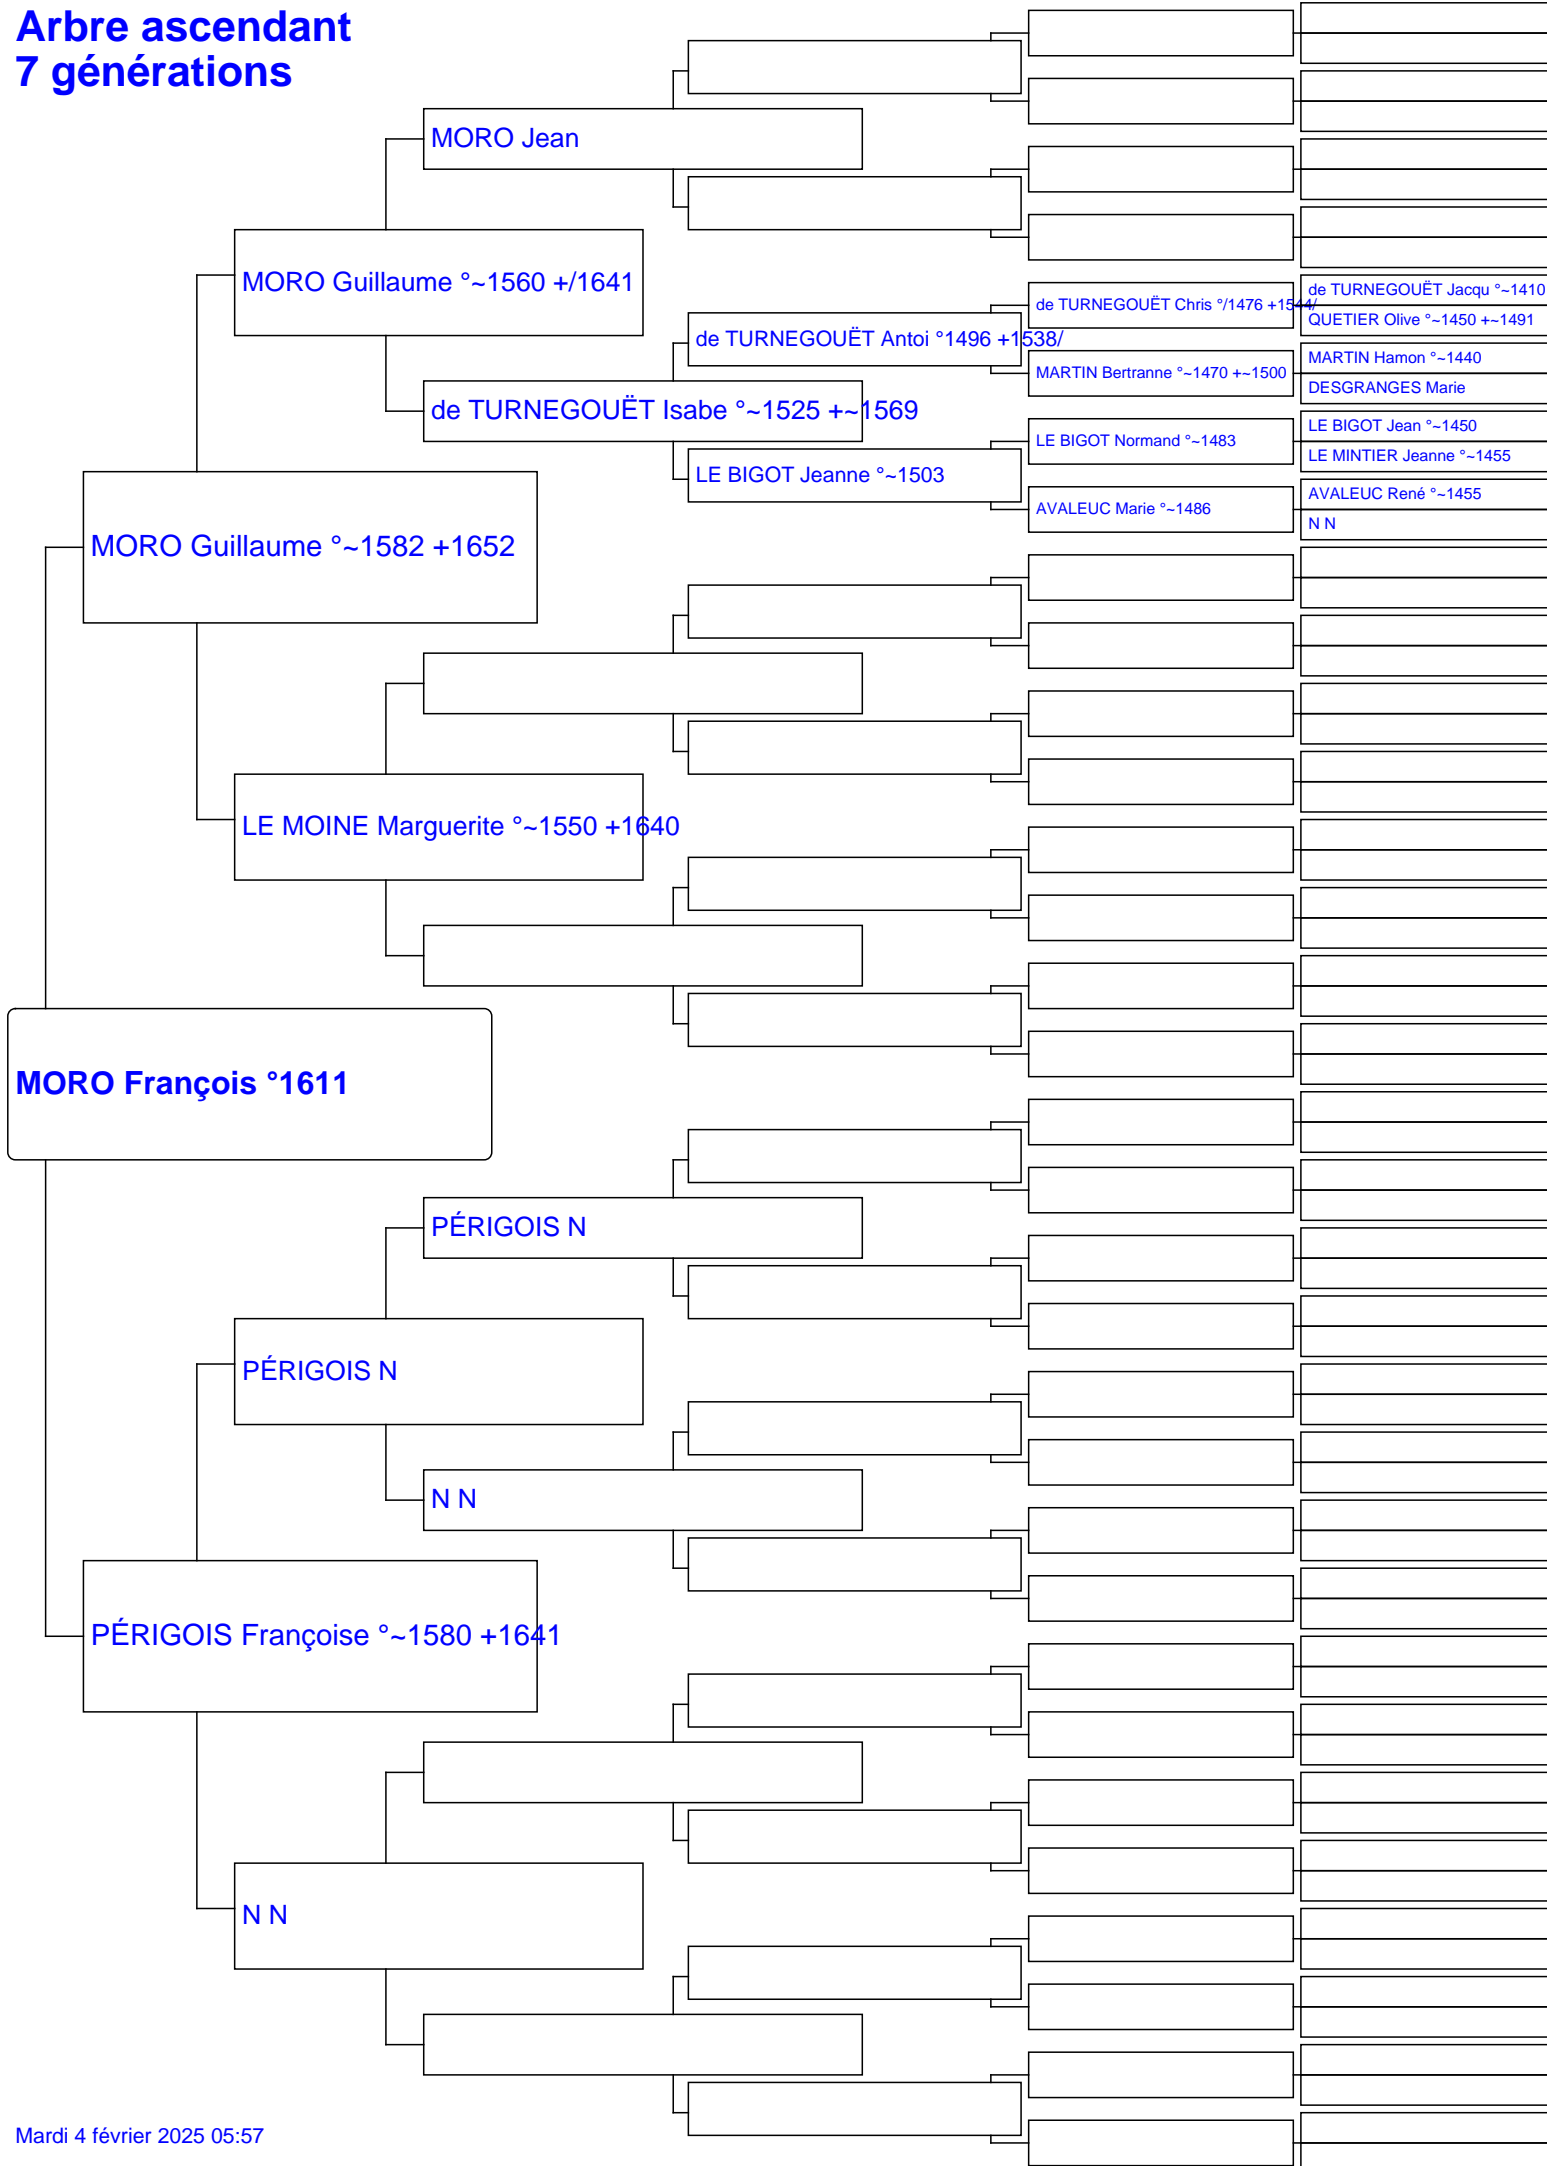 Arbre ascendant
7 générations
MORO Jean
MORO Guillaume °~1560 +/1641
de TURNEGOUËT Jacqu °~1410
de TURNEGOUËT Chris °/1476 +1544/
QUETIER Olive °~1450 +~1491
de TURNEGOUËT Antoi °1496 +1538/
MARTIN Hamon °~1440
MARTIN Bertranne °~1470 +~1500
DESGRANGES Marie
de TURNEGOUËT Isabe °~1525 +~1569
LE BIGOT Jean °~1450
LE BIGOT Normand °~1483
LE MINTIER Jeanne °~1455
LE BIGOT Jeanne °~1503
AVALEUC René °~1455
AVALEUC Marie °~1486
N N
MORO Guillaume °~1582 +1652
LE MOINE Marguerite °~1550 +1640
MORO François °1611
PÉRIGOIS N
PÉRIGOIS N
N N
PÉRIGOIS Françoise °~1580 +1641
N N
Mardi 4 février 2025 05:57